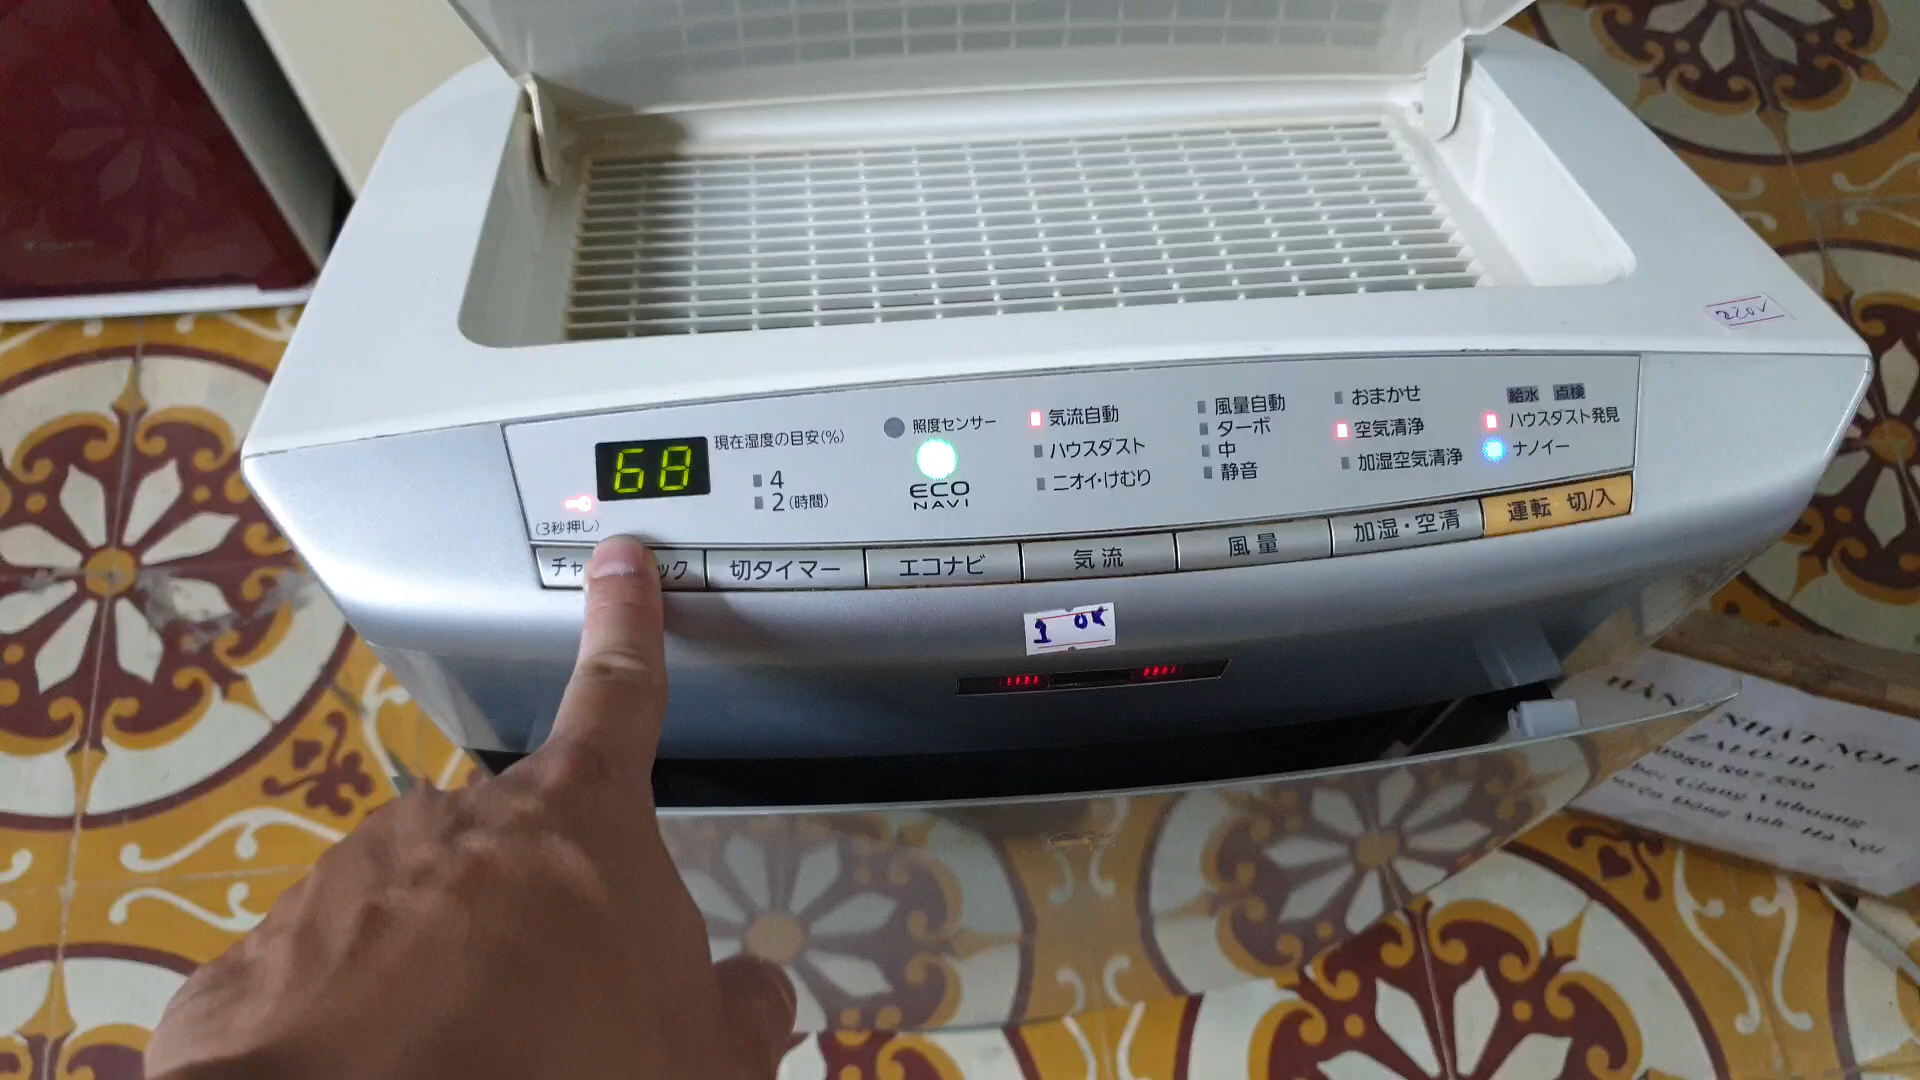 220V
68
現在湿度の目安(%)
4
2(時間)
(3秒押し)
照度センサー
ECO
NAVI
気流自動
ハウスダスト
ニオイ・けむり
風量自動
ターボ
中
静音
おまかせ
空気清浄
加湿空気清浄
給水 点検
ハウスダスト発見
ナノイー
切タイマー
エコナビ
気流
風量
加湿・空清
運転 切/入
1 OK
ZALO/DT